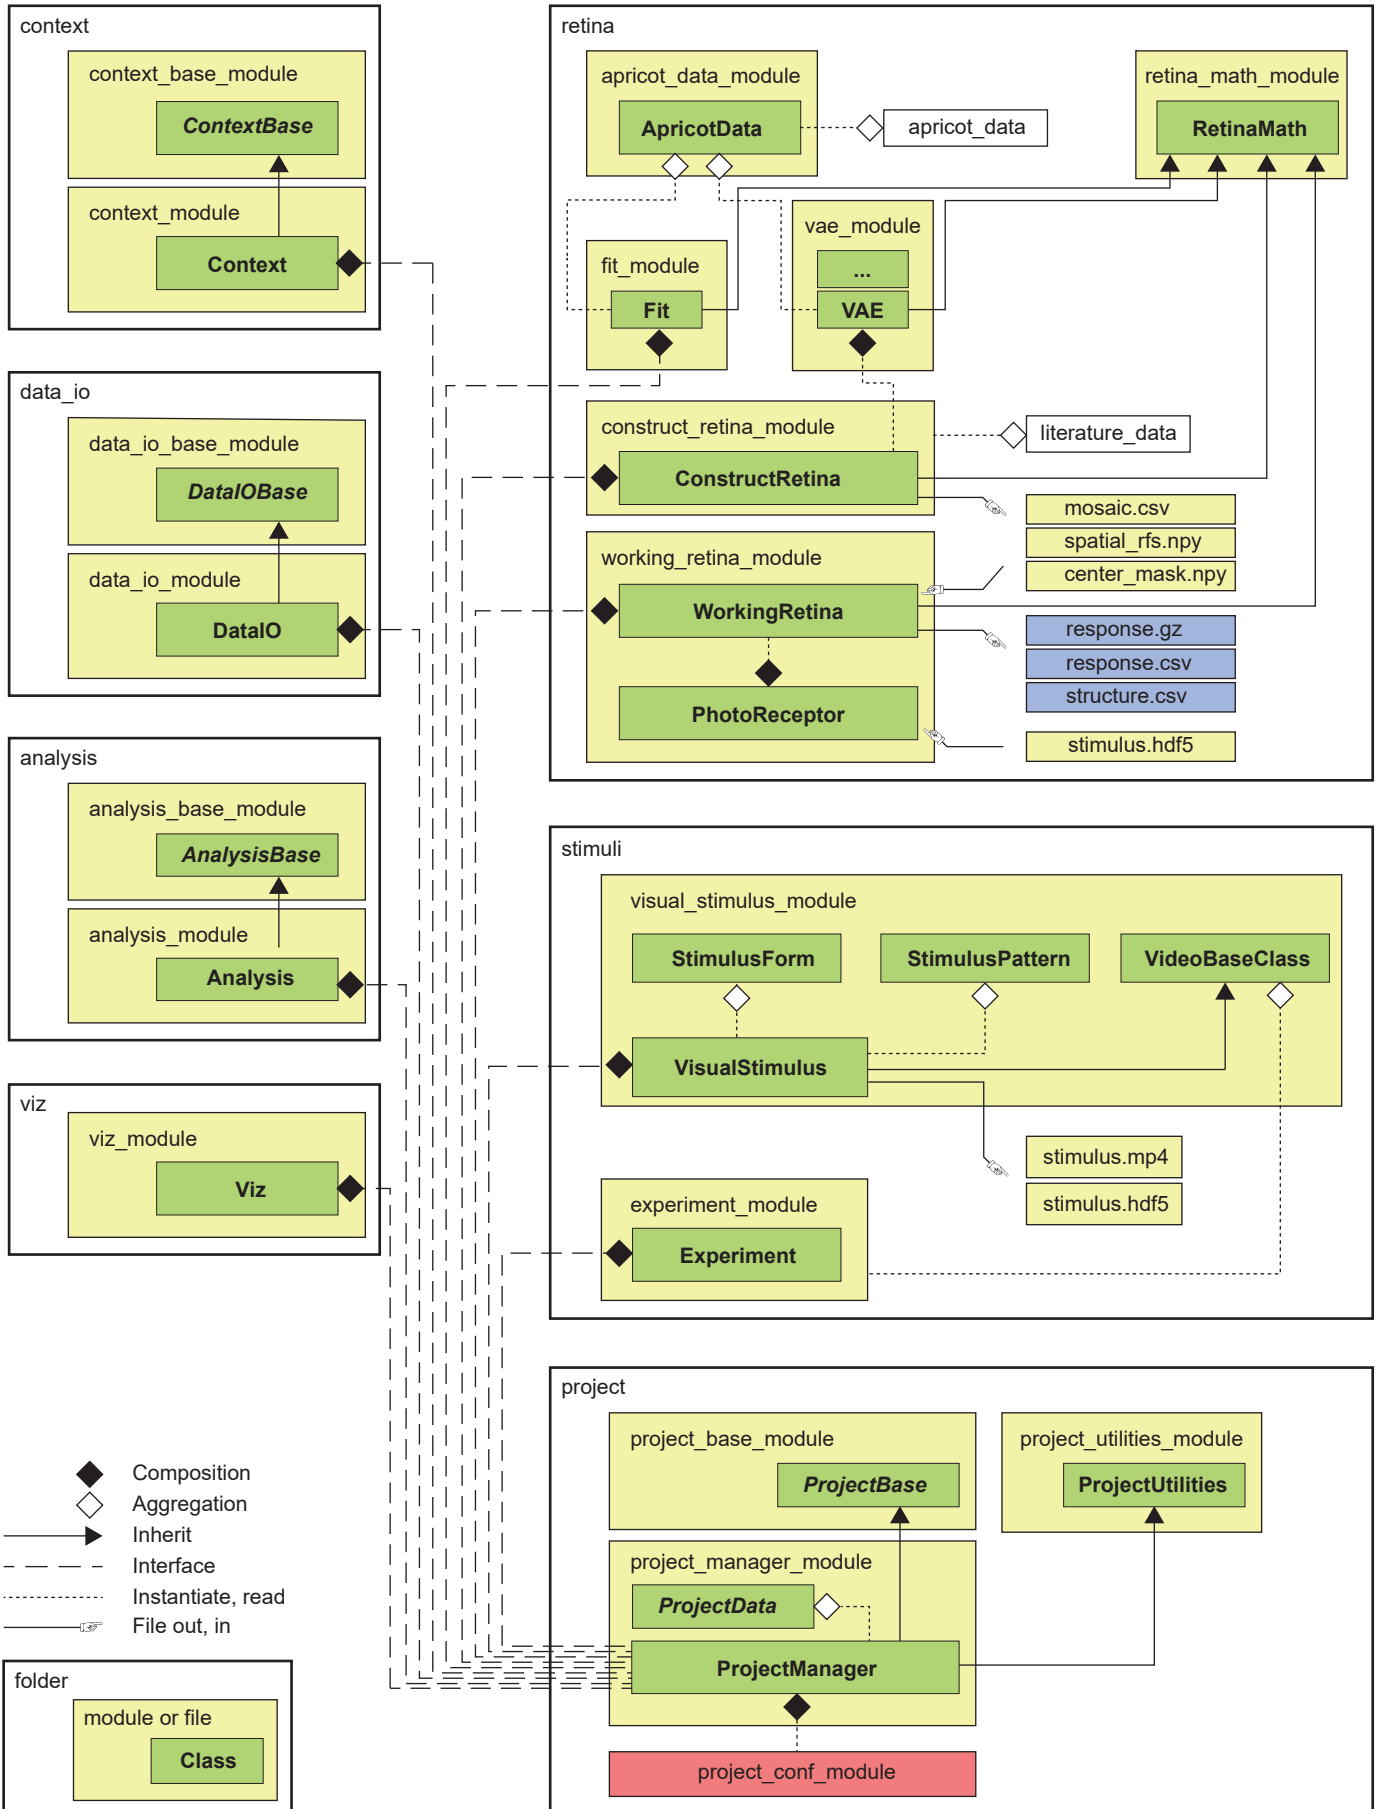 context
context_base_module
ContextBase
context_module
Context
data_io
data_io_base_module
DataIOBase
data_io_module
DataIO
analysis
analysis_base_module
AnalysisBase
analysis_module
Analysis
viz
viz_module
Viz
Composition
Aggregation
Inherit
Interface
Instantiate, read
File out, in
folder
module or file
Class
retina
apricot_data_module
ApricotData
apricot_data
retina_math_module
RetinaMath
fit_module
Fit
vae_module
...
VAE
construct_retina_module
ConstructRetina
literature_data
mosaic.csv
spatial_rfs.npy
center_mask.npy
working_retina_module
WorkingRetina
response.gz
response.csv
structure.csv
PhotoReceptor
stimulus.hdf5
stimuli
visual_stimulus_module
StimulusForm
StimulusPattern
VideoBaseClass
VisualStimulus
stimulus.mp4
stimulus.hdf5
experiment_module
Experiment
project
project_base_module
ProjectBase
project_utilities_module
ProjectUtilities
project_manager_module
ProjectData
ProjectManager
project_conf_module